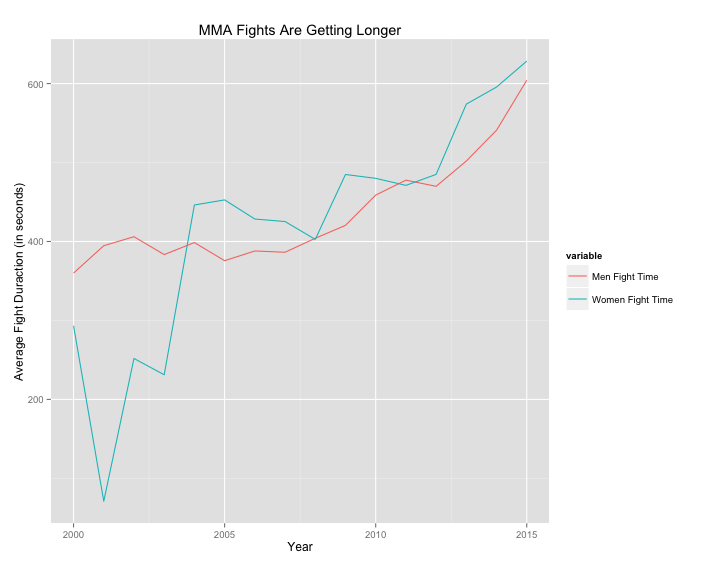 MMA Fights Are Getting Longer
Average Fight Duraction (in seconds)
600
400
200
2000
2005
2010
2015
Year
variable
Men Fight Time
Women Fight Time